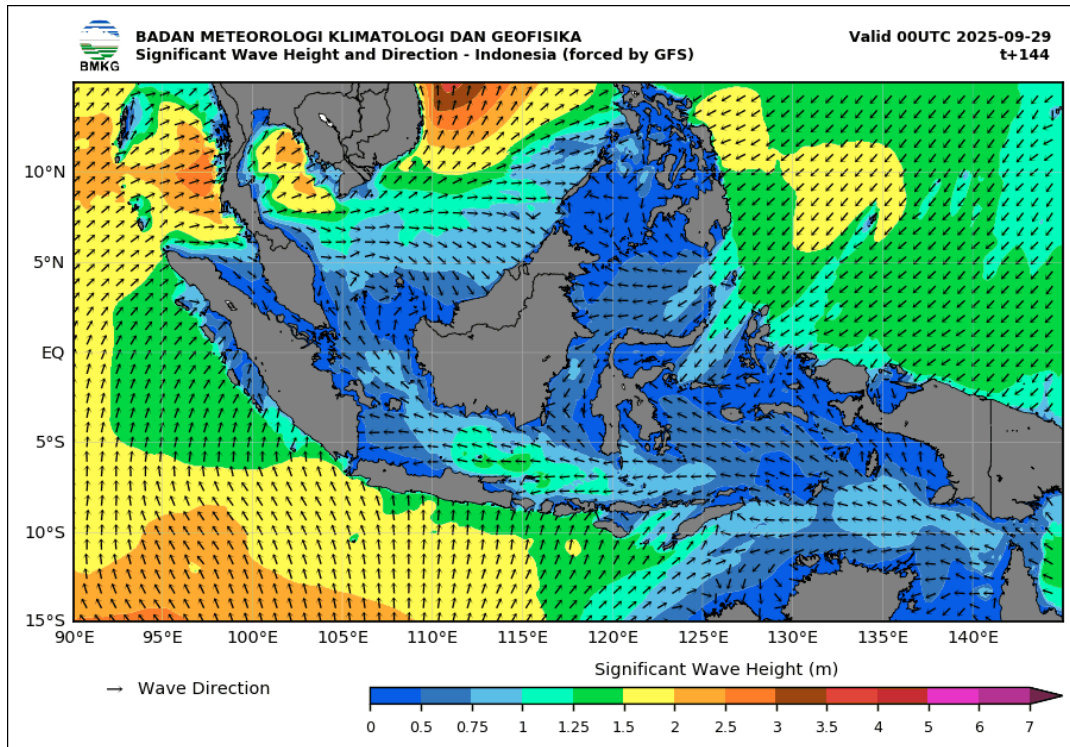 BADAN METEOROLOGI KLIMATOLOGI DAN GEOFISIKA
Significant Wave Height and Direction - Indonesia (forced by GFS)
Valid 00UTC 2025-09-29
t+144
BMKG
10°N
5°N
EQ
5°S
10°S
15°S
90°E 95°E 100°E 105°E 110°E 115°E 120°E 125°E 130°E 135°E 140°E
Wave Direction
Significant Wave Height (m)
0 0.5 0.75 1 1.25 1.5 2 2.5 3 3.5 4 5 6 7